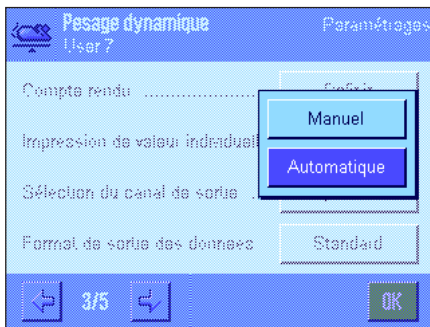 Pesage dynamique
Paramétrages
User 7
Compte rendu ....................
Définir
Manuel
Impression de valeur individuell
Automatique
Sélection du canal de sortie ..
Format de sortie des données
Standard
3/5
OK